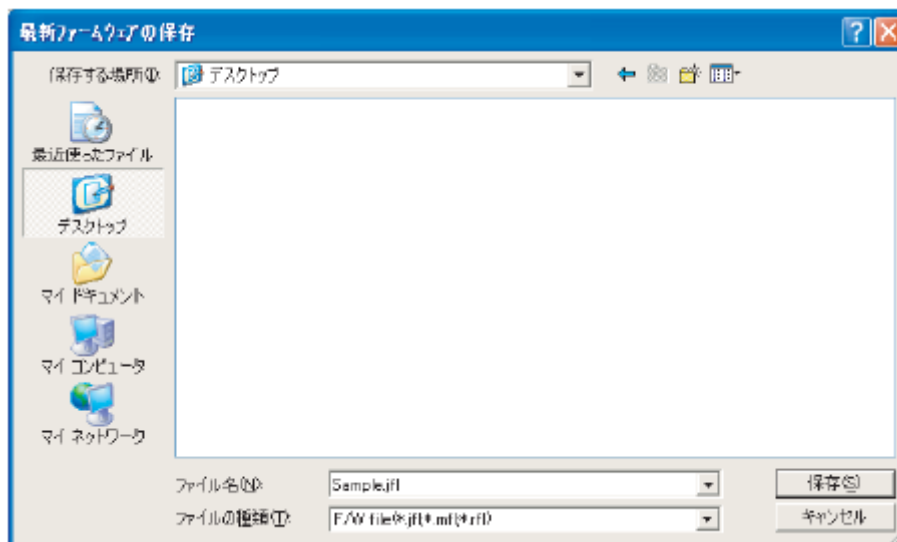 最新ファームウェアの保存
保存する場所(I):
デスクトップ
最近使ったファイル
デスクトップ
マイ ドキュメント
マイ コンピュータ
マイ ネットワーク
ファイル名(N):
Sample.jfl
保存(S)
ファイルの種類(T):
F/W file(*.jfl;*.mfl;*.rfl)
キャンセル